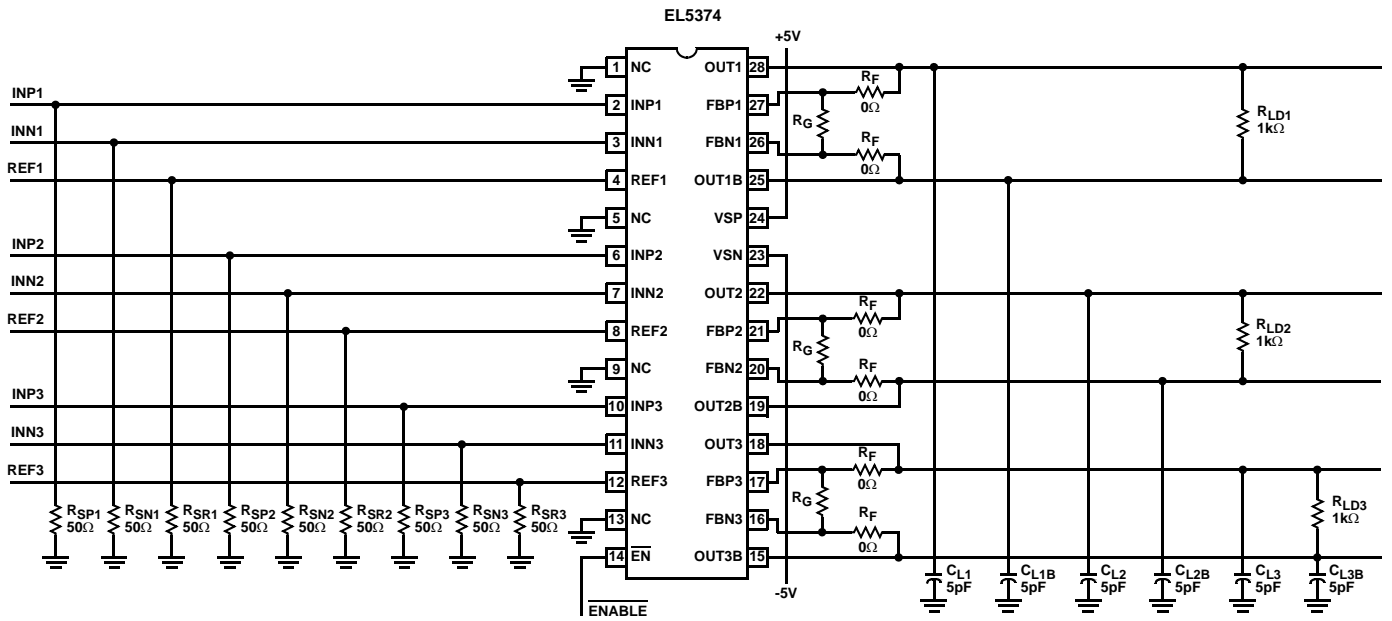 EL5374
+5V
1 NC OUT1 28
INP1
2 INP1 FBP1 27
RF
0Ω
RG
INN1
3 INN1 FBN1 26
RF
0Ω
RLD1
1kΩ
REF1
4 REF1 OUT1B 25
5 NC VSP 24
INP2
6 INP2 VSN 23
INN2
7 INN2 OUT2 22
REF2
8 REF2 FBP2 21
RF
0Ω
RG
RLD2
1kΩ
9 NC FBN2 20
RF
0Ω
INP3
10 INP3 OUT2B 19
INN3
11 INN3 OUT3 18
REF3
12 REF3 FBP3 17
RF
0Ω
RG
RLD3
1kΩ
RSP1
50Ω
RSN1
50Ω
RSR1
50Ω
RSP2
50Ω
RSN2
50Ω
RSR2
50Ω
RSP3
50Ω
RSN3
50Ω
RSR3
50Ω
13 NC FBN3 16
RF
0Ω
14 EN OUT3B 15
CL1
5pF
CL1B
5pF
CL2
5pF
CL2B
5pF
CL3
5pF
CL3B
5pF
-5V
ENABLE